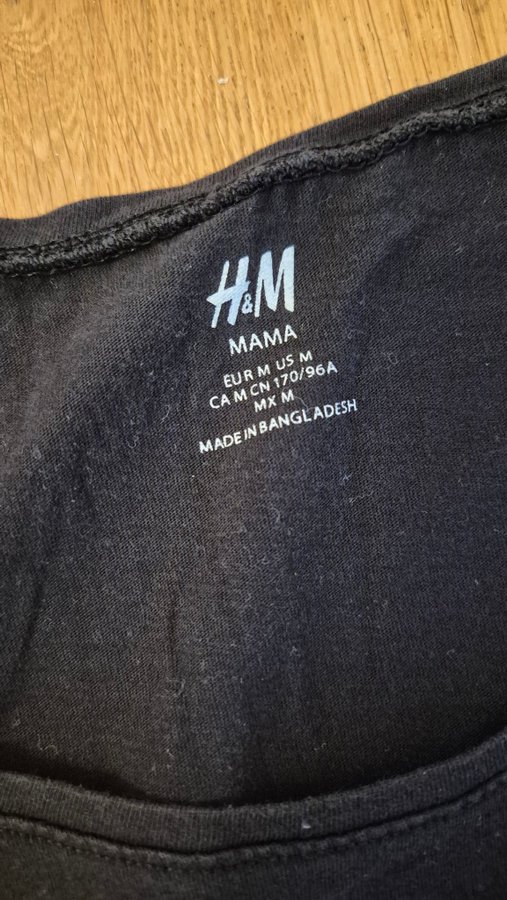 H&M
MAMA
EUR M US M
CA M CN 170/96A
MX M
MADE IN BANGLADESH